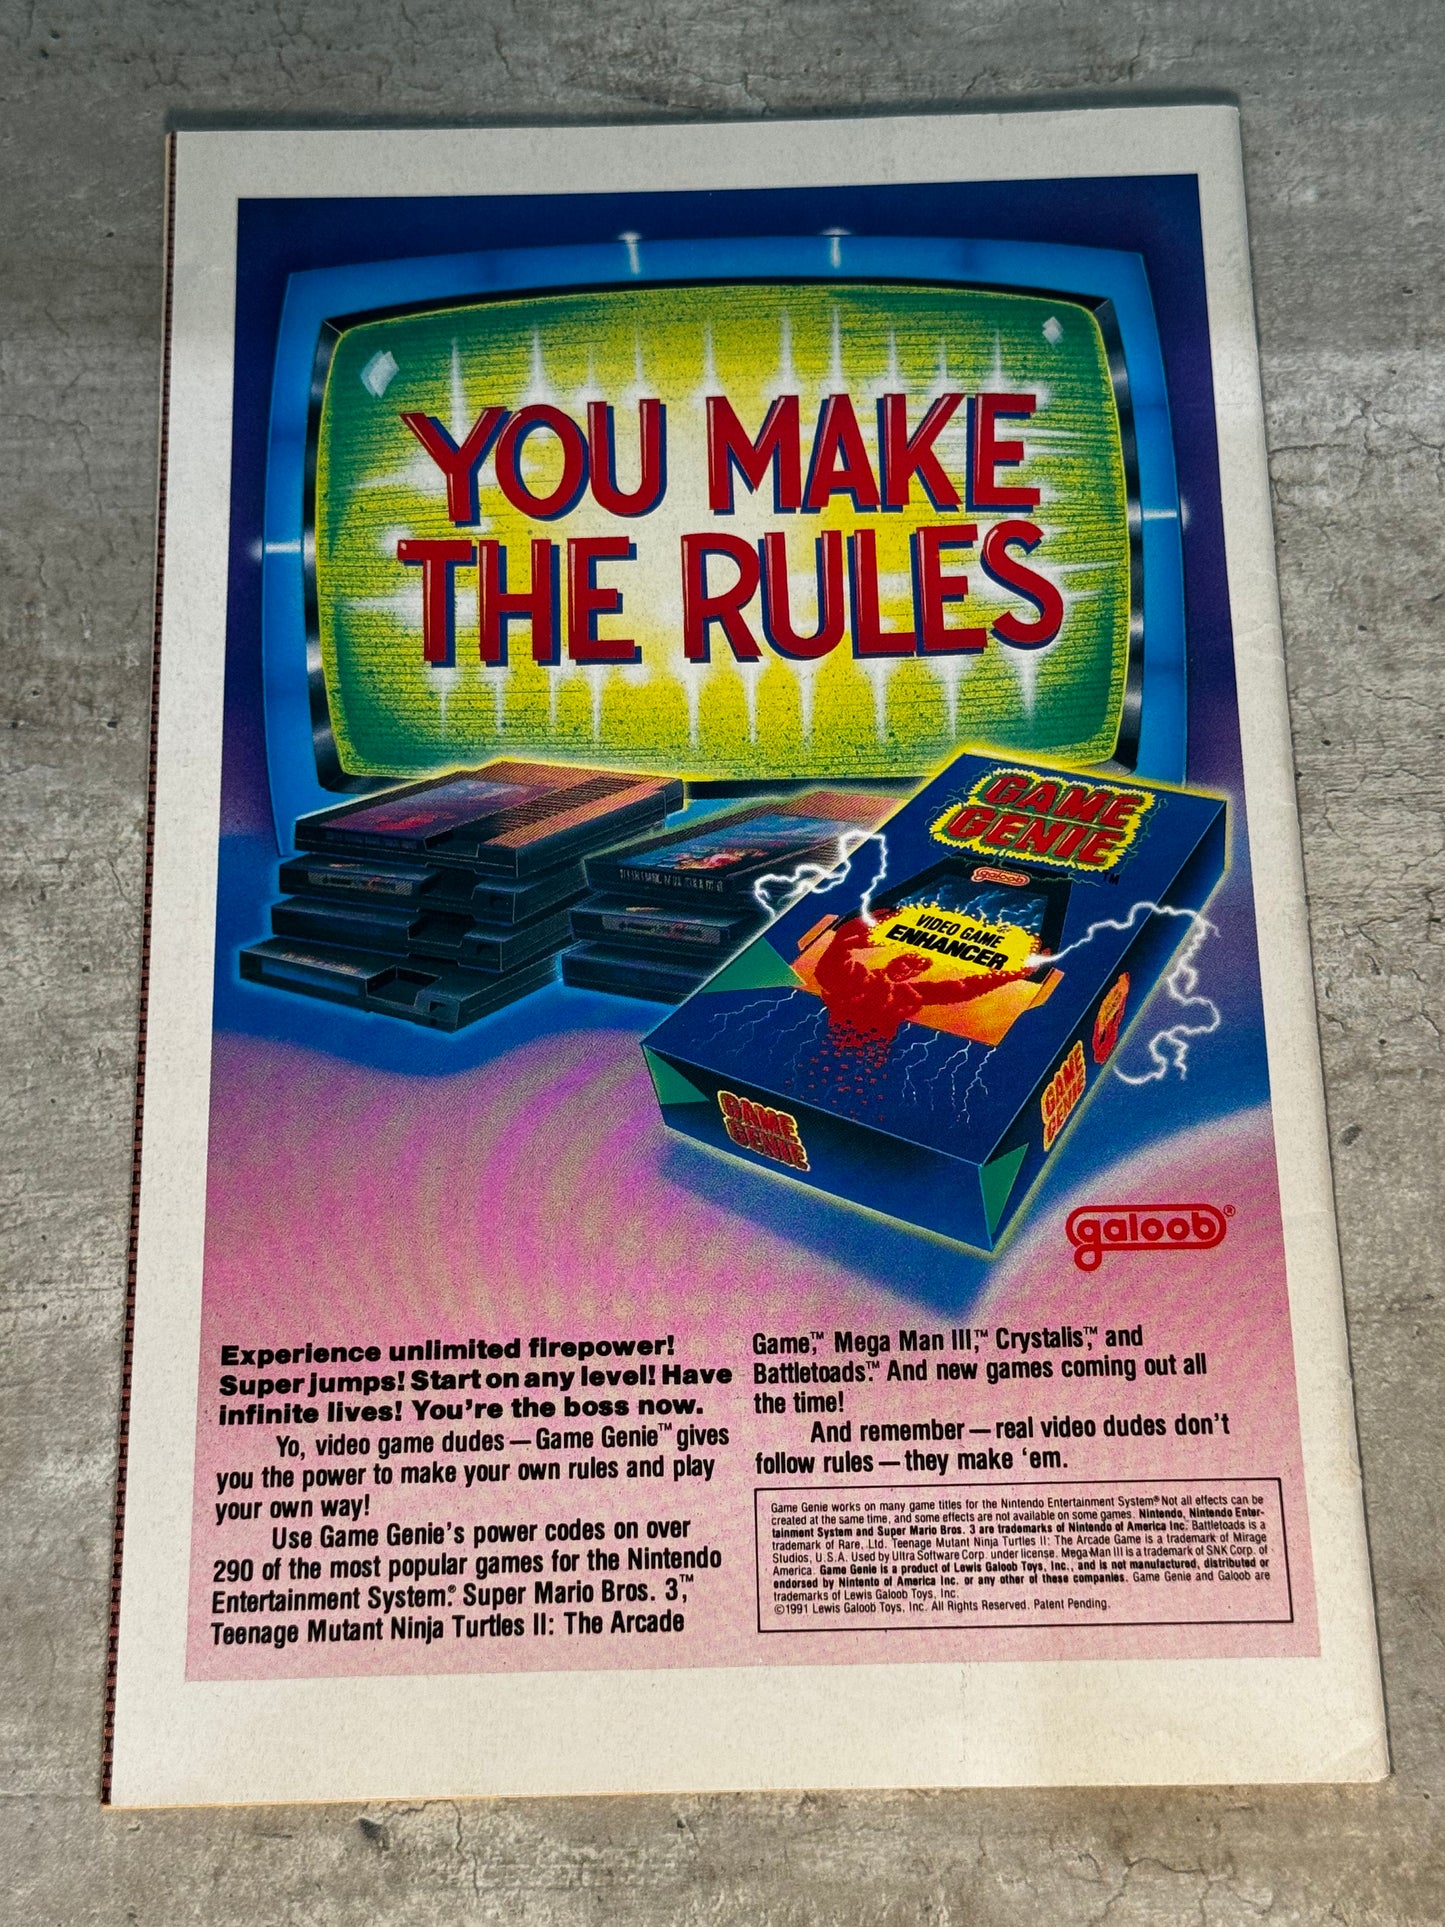 YOU MAKE
THE RULES
GAME
GENIE™
galoob
VIDEO GAME
ENHANCER
GAME
GENIE
GAME
GENIE
galoob®
Experience unlimited firepower!
Super jumps! Start on any level! Have
infinite lives! You're the boss now.
Yo, video game dudes — Game Genie™ gives
you the power to make your own rules and play
your own way!
Use Game Genie's power codes on over
290 of the most popular games for the Nintendo
Entertainment System.® Super Mario Bros. 3,™
Teenage Mutant Ninja Turtles II: The Arcade
Game,™ Mega Man III,™ Crystalis,™ and
Battletoads.™ And new games coming out all
the time!
And remember — real video dudes don't
follow rules — they make 'em.
Game Genie works on many game titles for the Nintendo Entertainment System® Not all effects can be
created at the same time, and some effects are not available on some games. Nintendo, Nintendo Enter-
tainment System and Super Mario Bros. 3 are trademarks of Nintendo of America Inc. Battletoads is a
trademark of Rare, Ltd. Teenage Mutant Ninja Turtles II: The Arcade Game is a trademark of Mirage
Studios, U.S.A. Used by Ultra Software Corp. under license. Mega Man III is a trademark of SNK Corp. of
America. Game Genie is a product of Lewis Galoob Toys, Inc., and is not manufactured, distributed or
endorsed by Nintento of America Inc. or any other of these companies. Game Genie and Galoob are
trademarks of Lewis Galoob Toys, Inc.
©1991 Lewis Galoob Toys, Inc. All Rights Reserved. Patent Pending.